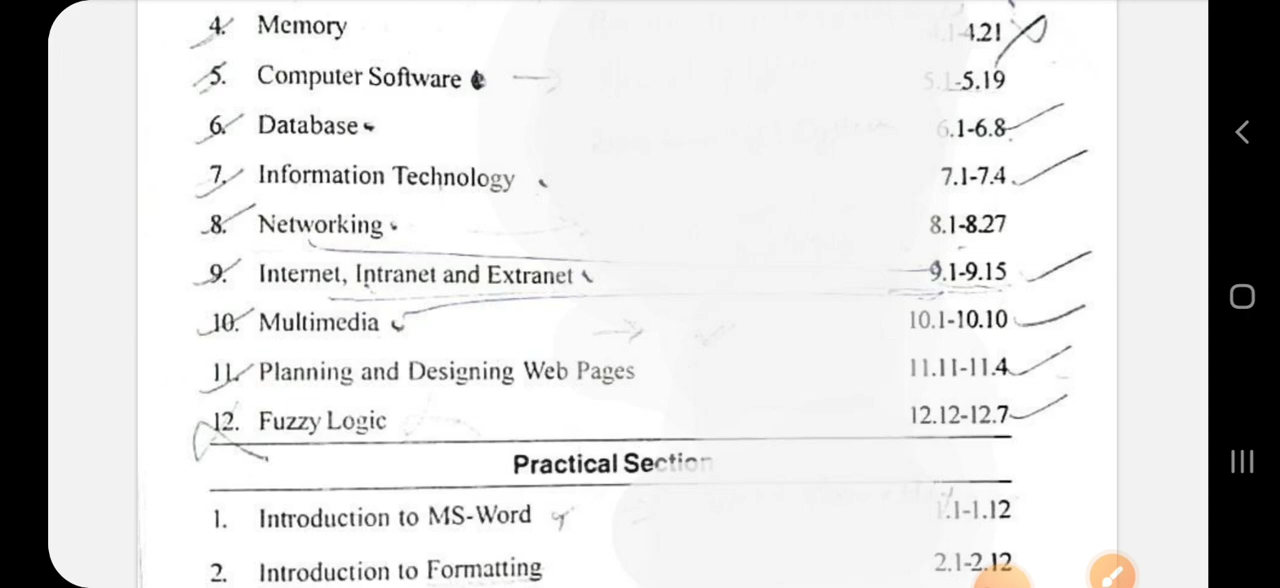 4. Memory 4.1-4.21
5. Computer Software 5.1-5.19
6. Database 6.1-6.8
7. Information Technology 7.1-7.4
8. Networking 8.1-8.27
9. Internet, Intranet and Extranet 9.1-9.15
10. Multimedia 10.1-10.10
11. Planning and Designing Web Pages 11.11-11.4
12. Fuzzy Logic 12.12-12.7
Practical Section
1. Introduction to MS-Word 1.1-1.12
2. Introduction to Formatting 2.1-2.12